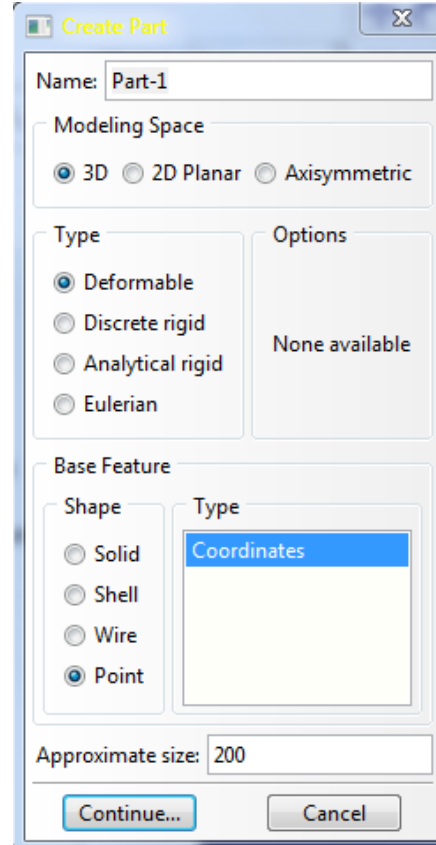 Create Part
Name: Part-1
Modeling Space
3D 2D Planar Axisymmetric
Type
Deformable
Discrete rigid
Analytical rigid
Eulerian
Options
None available
Base Feature
Shape
Solid
Shell
Wire
Point
Type
Coordinates
Approximate size: 200
Continue... Cancel